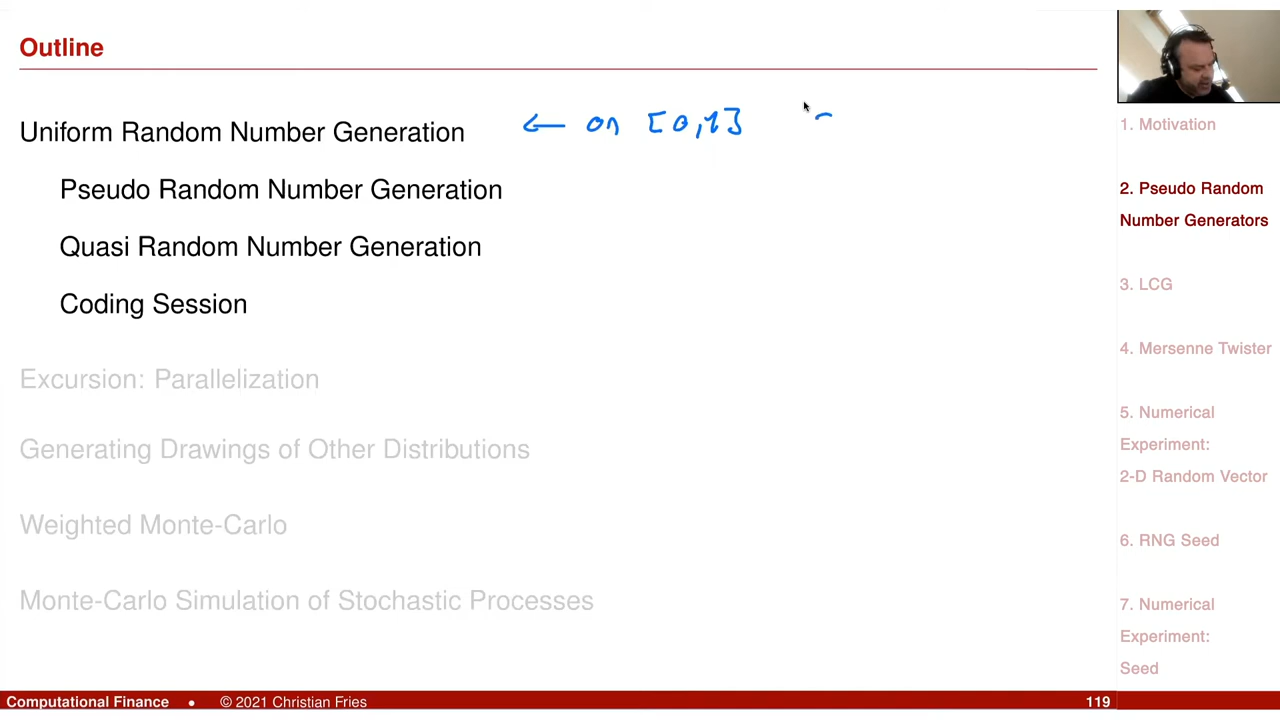 Outline
Uniform Random Number Generation ← on [0,1]
Pseudo Random Number Generation
Quasi Random Number Generation
Coding Session
Excursion: Parallelization
Generating Drawings of Other Distributions
Weighted Monte-Carlo
Monte-Carlo Simulation of Stochastic Processes
1. Motivation
2. Pseudo Random
Number Generators
3. LCG
4. Mersenne Twister
5. Numerical
Experiment:
2-D Random Vector
6. RNG Seed
7. Numerical
Experiment:
Seed
Computational Finance • © 2021 Christian Fries 119